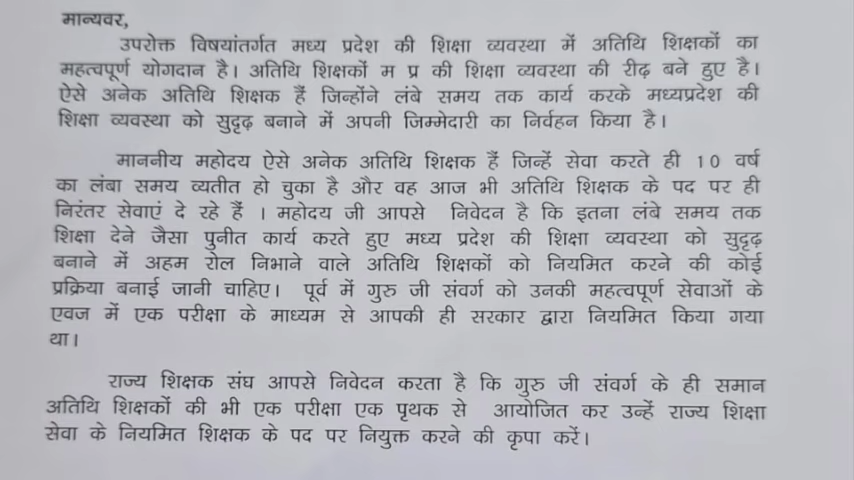 मान्यवर,
उपरोक्त विषयांतर्गत मध्य प्रदेश की शिक्षा व्यवस्था में अतिथि शिक्षकों का
महत्वपूर्ण योगदान है। अतिथि शिक्षकों म प्र की शिक्षा व्यवस्था की रीढ़ बने हुए है।
ऐसे अनेक अतिथि शिक्षक हैं जिन्होंने लंबे समय तक कार्य करके मध्यप्रदेश की
शिक्षा व्यवस्था को सुदृढ़ बनाने में अपनी जिम्मेदारी का निर्वहन किया है।
माननीय महोदय ऐसे अनेक अतिथि शिक्षक हैं जिन्हें सेवा करते ही 10 वर्ष
का लंबा समय व्यतीत हो चुका है और वह आज भी अतिथि शिक्षक के पद पर ही
निरंतर सेवाएं दे रहे हैं । महोदय जी आपसे निवेदन है कि इतना लंबे समय तक
शिक्षा देने जैसा पुनीत कार्य करते हुए मध्य प्रदेश की शिक्षा व्यवस्था को सुदृढ़
बनाने में अहम रोल निभाने वाले अतिथि शिक्षकों को नियमित करने की कोई
प्रक्रिया बनाई जानी चाहिए। पूर्व में गुरु जी संवर्ग को उनकी महत्वपूर्ण सेवाओं के
एवज में एक परीक्षा के माध्यम से आपकी ही सरकार द्वारा नियमित किया गया
था।
राज्य शिक्षक संघ आपसे निवेदन करता है कि गुरु जी संवर्ग के ही समान
अतिथि शिक्षकों की भी एक परीक्षा एक पृथक से आयोजित कर उन्हें राज्य शिक्षा
सेवा के नियमित शिक्षक के पद पर नियुक्त करने की कृपा करें।